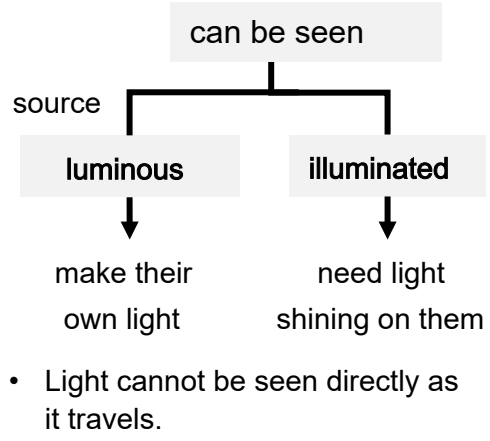 can be seen
source
luminous
illuminated
make their
own light
need light
shining on them
• Light cannot be seen directly as
it travels.